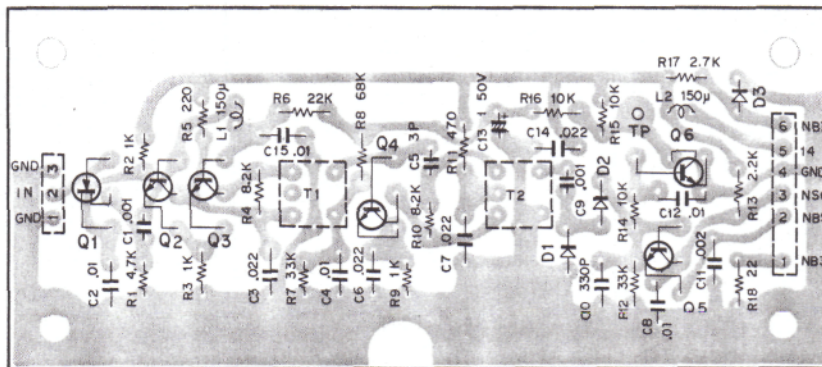 R17 2.7K
L2 150µ
D3
R5 220
L1 150µ
R6 22K
R8 68K
Q4
C5 3P
R11 470
C13 1 50V
R16 10K
C14 .022
R15 10K
TP
Q6
6
5 14
4
3
2
1
R2 1K
C15 .01
GND 3
IN 2
GND 1
R4 8.2K
T1
T2
C9 .001
D2
R14 10K
C12 .01
R13 2.2K
Q1
C1 .001
Q2
Q3
R10 8.2K
C7 .022
D1
C2 .01
R1 4.7K
R3 1K
C3 .022
R7 33K
C4 .01
C6 .022
R9 1K
C10 330P
R12 33K
C8 .01
Q5
C11 .002
R18 22